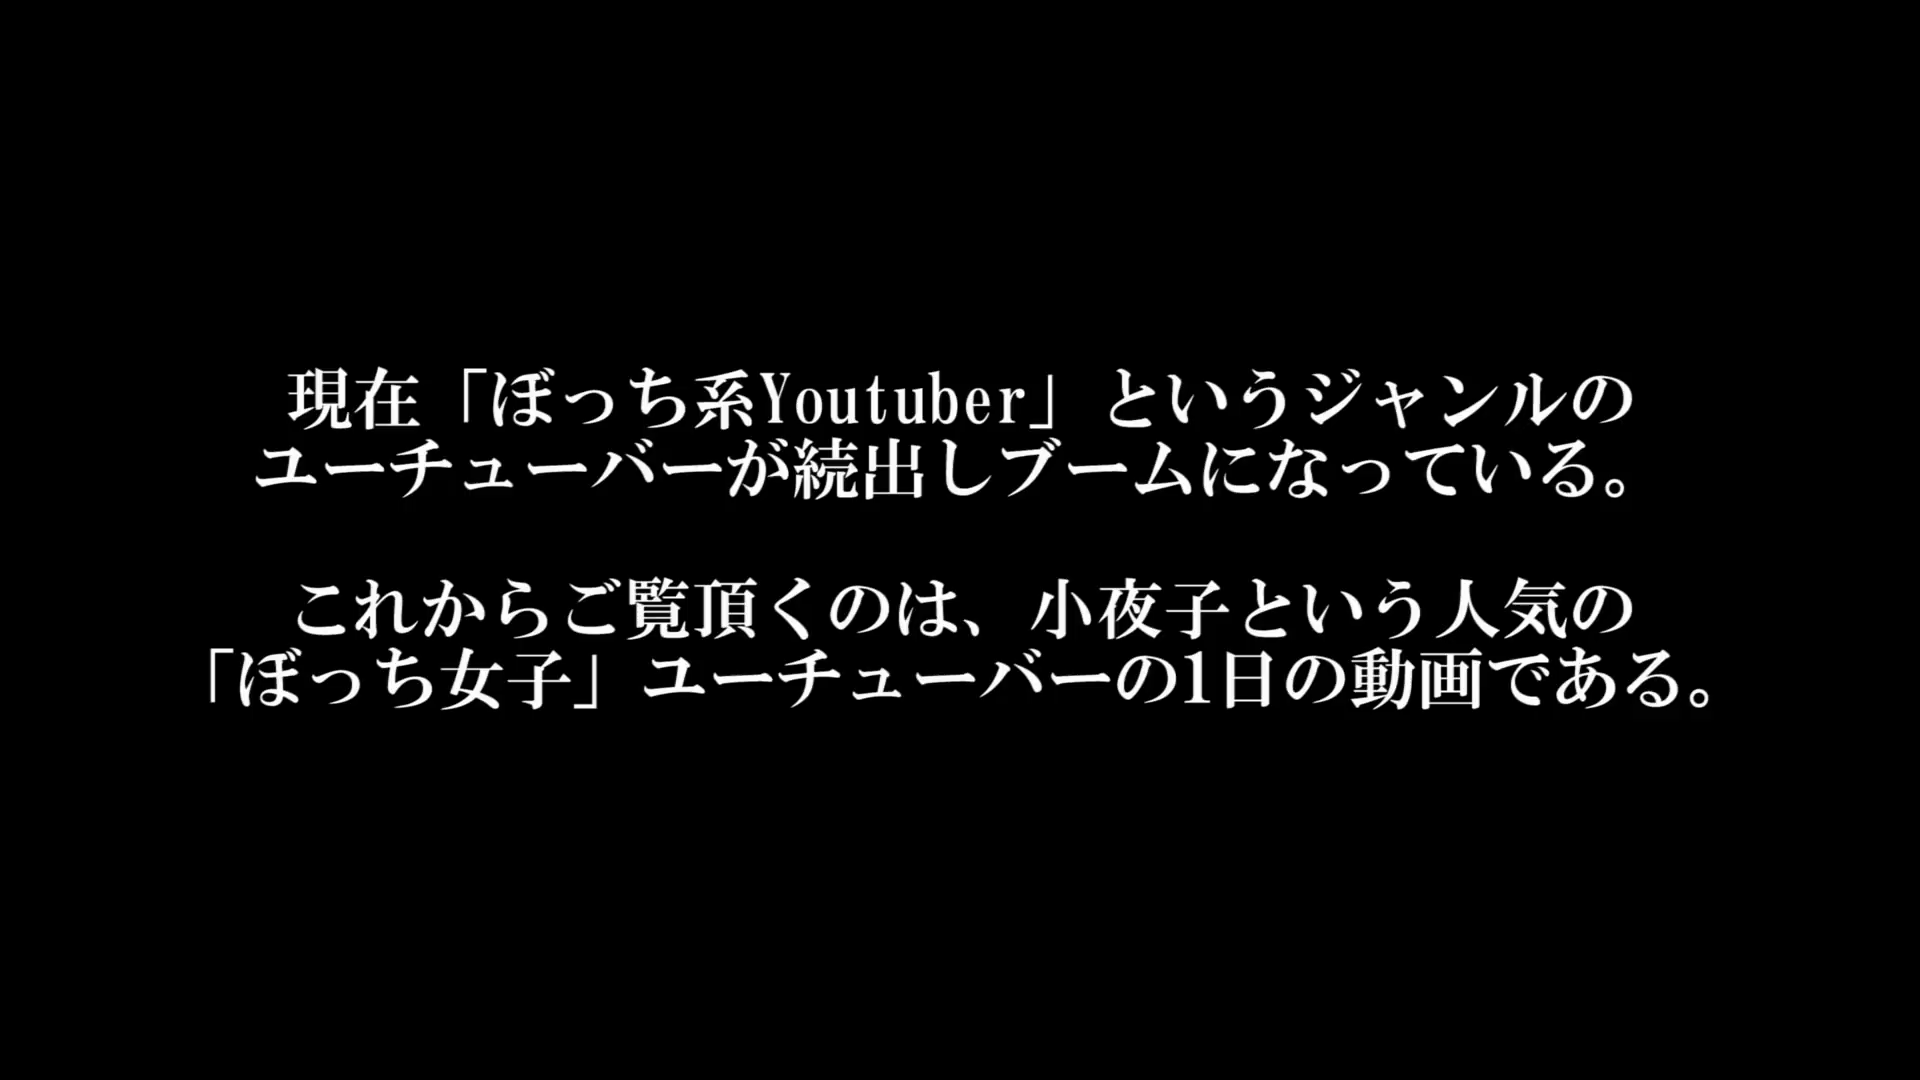 現在「ぼっち系Youtuber」というジャンルの
ユーチューバーが続出しブームになっている。
これからご覧頂くのは、小夜子という人気の
「ぼっち女子」ユーチューバーの1日の動画である。